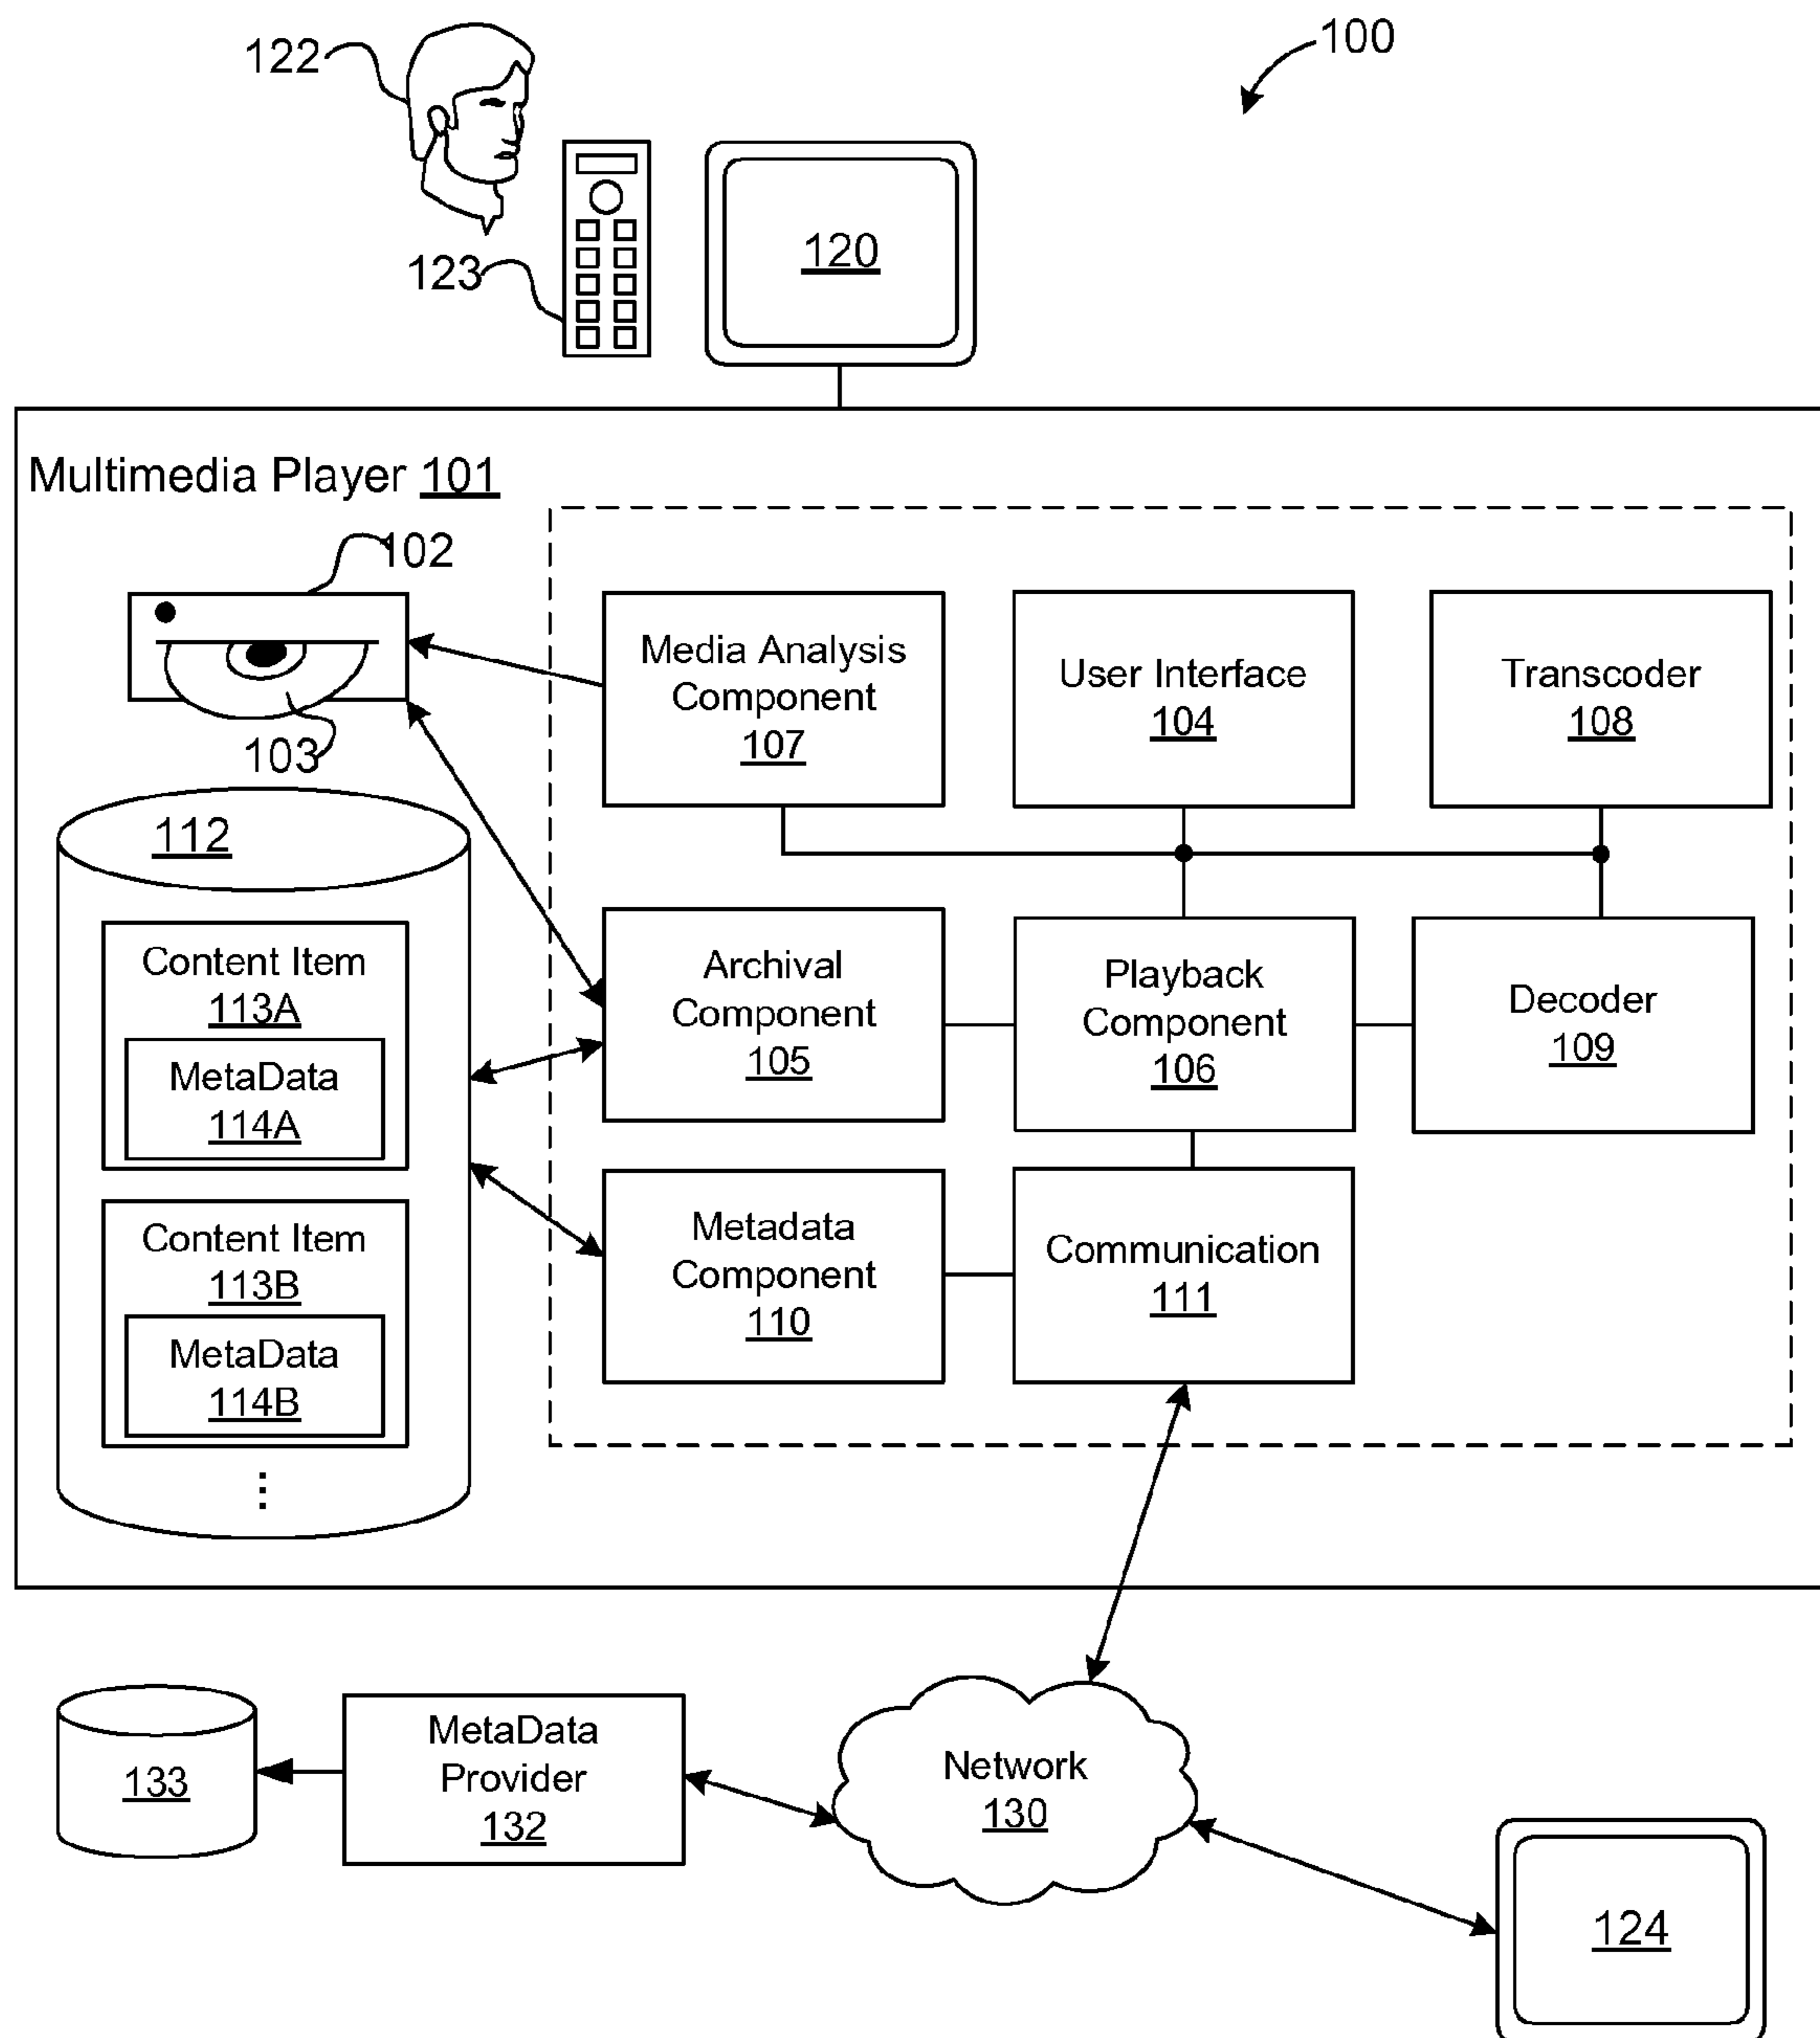 100
122
123
120
Multimedia Player 101
102
103
Media Analysis
Component
107
User Interface
104
Transcoder
108
112
Content Item
113A
MetaData
114A
Content Item
113B
MetaData
114B
Archival
Component
105
Playback
Component
106
Decoder
109
Metadata
Component
110
Communication
111
133
MetaData
Provider
132
Network
130
124